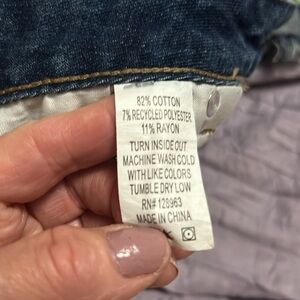 82% COTTON
7% RECYCLED POLYESTER
11% RAYON
TURN INSIDE OUT
MACHINE WASH COLD
WITH LIKE COLORS
TUMBLE DRY LOW
RN# 128963
MADE IN CHINA